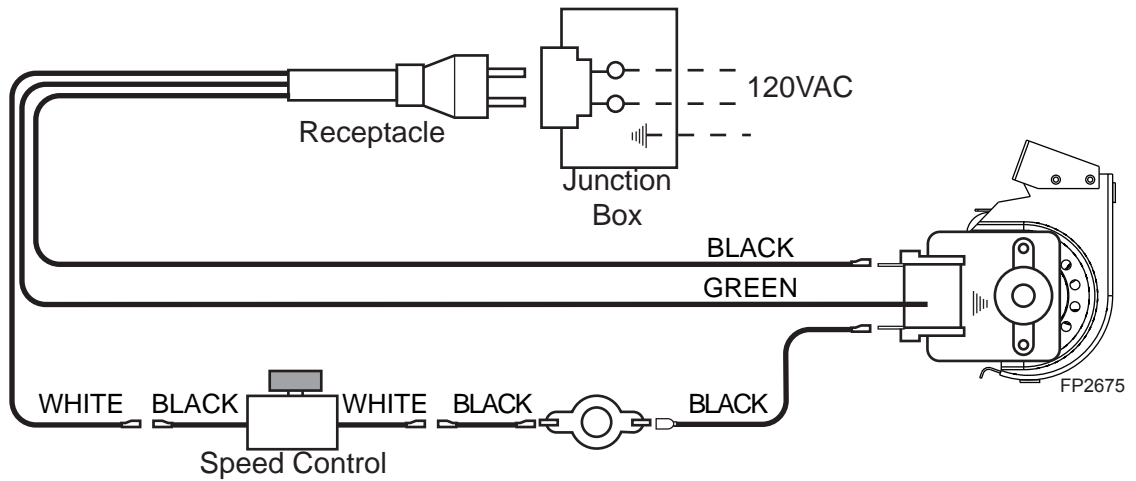 120VAC
Receptacle
Junction
Box
BLACK
GREEN
FP2675
WHITE BLACK WHITE BLACK BLACK
Speed Control